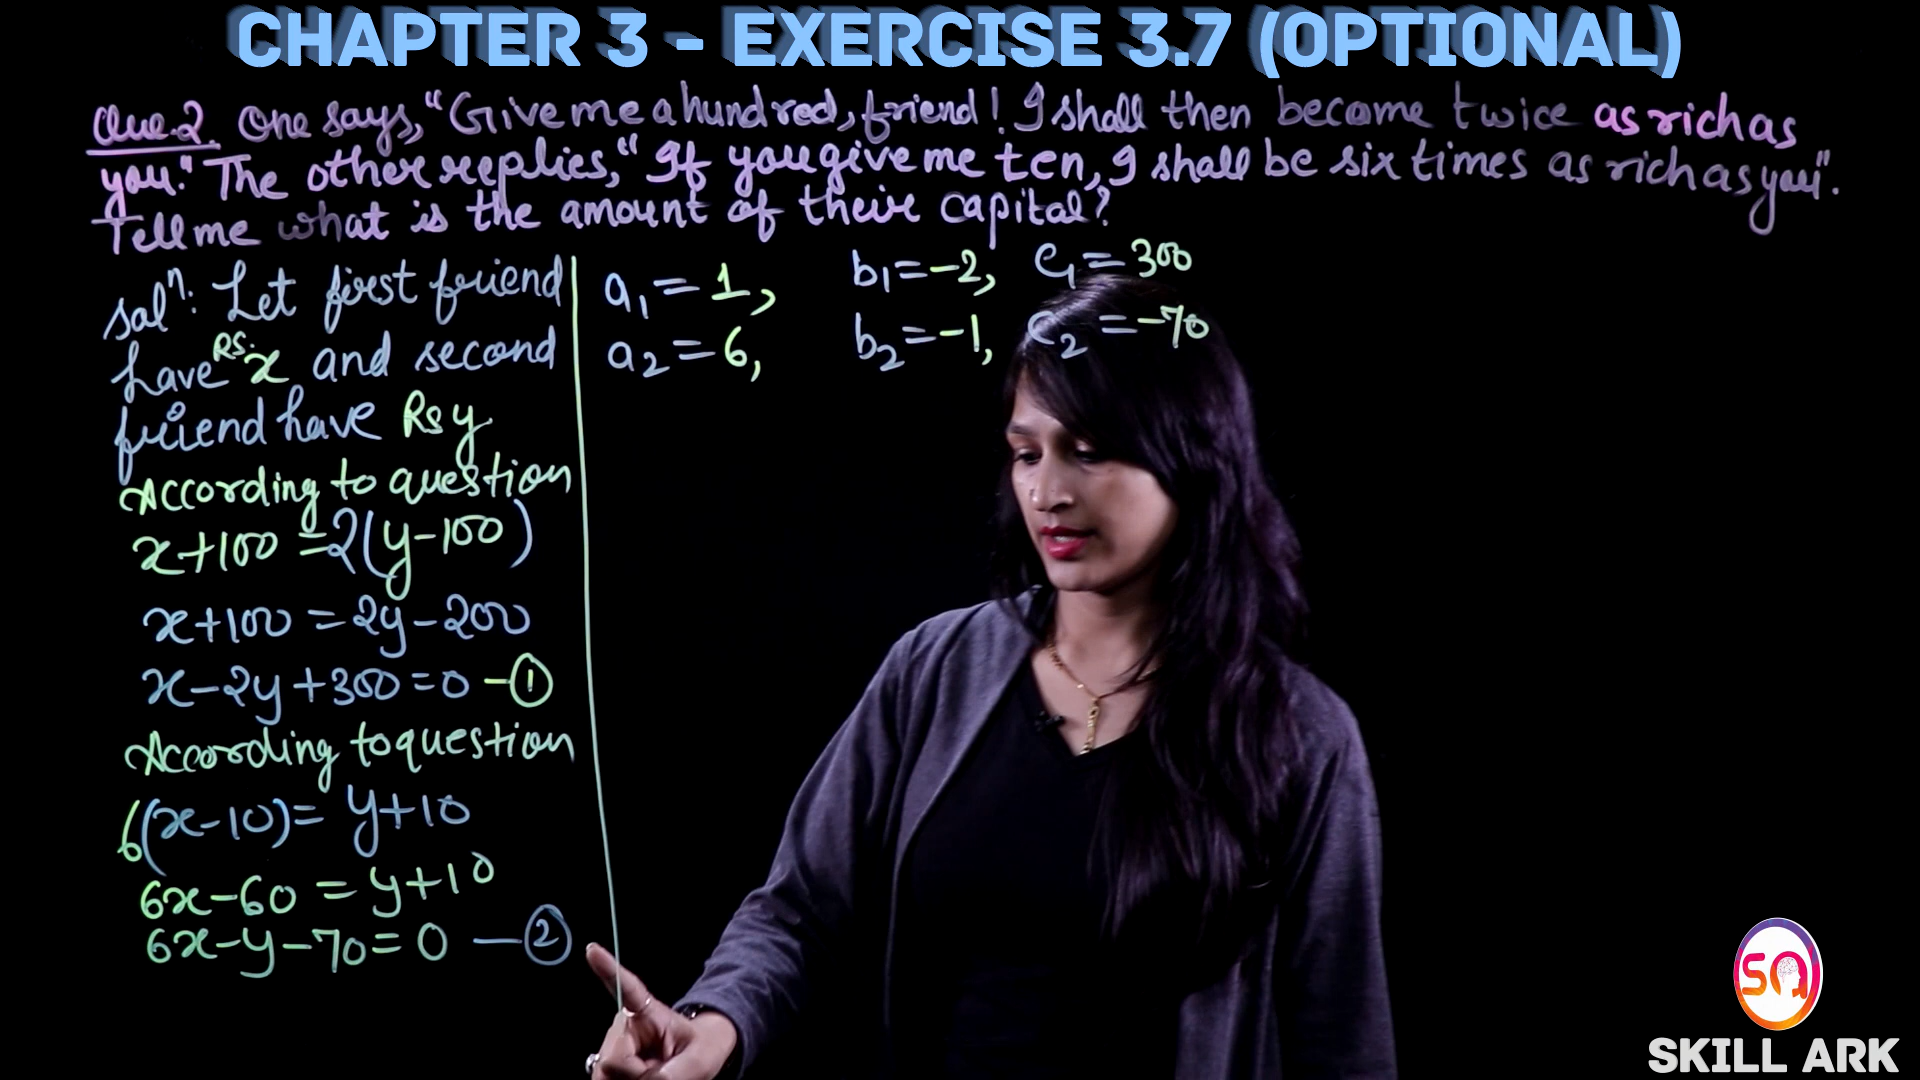 CHAPTER 3 - EXERCISE 3.7 (OPTIONAL)
Que.2. One says, "Give me a hundred, friend! I shall then become twice as rich as
you." The other replies, "If you give me ten, I shall be six times as rich as you".
Tell me what is the amount of their capital?
solⁿ: Let first friend
have Rs. x and second
friend have Rs y
According to question
x+100 = 2(y-100)
x+100 = 2y-200
x-2y+300=0 -①
According to question
6(x-10)= y+10
6x-60 = y+10
6x-y-70=0 -②
a₁=1, b₁=-2, c₁=300
a₂=6, b₂=-1, c₂=-70
SA
SKILL ARK